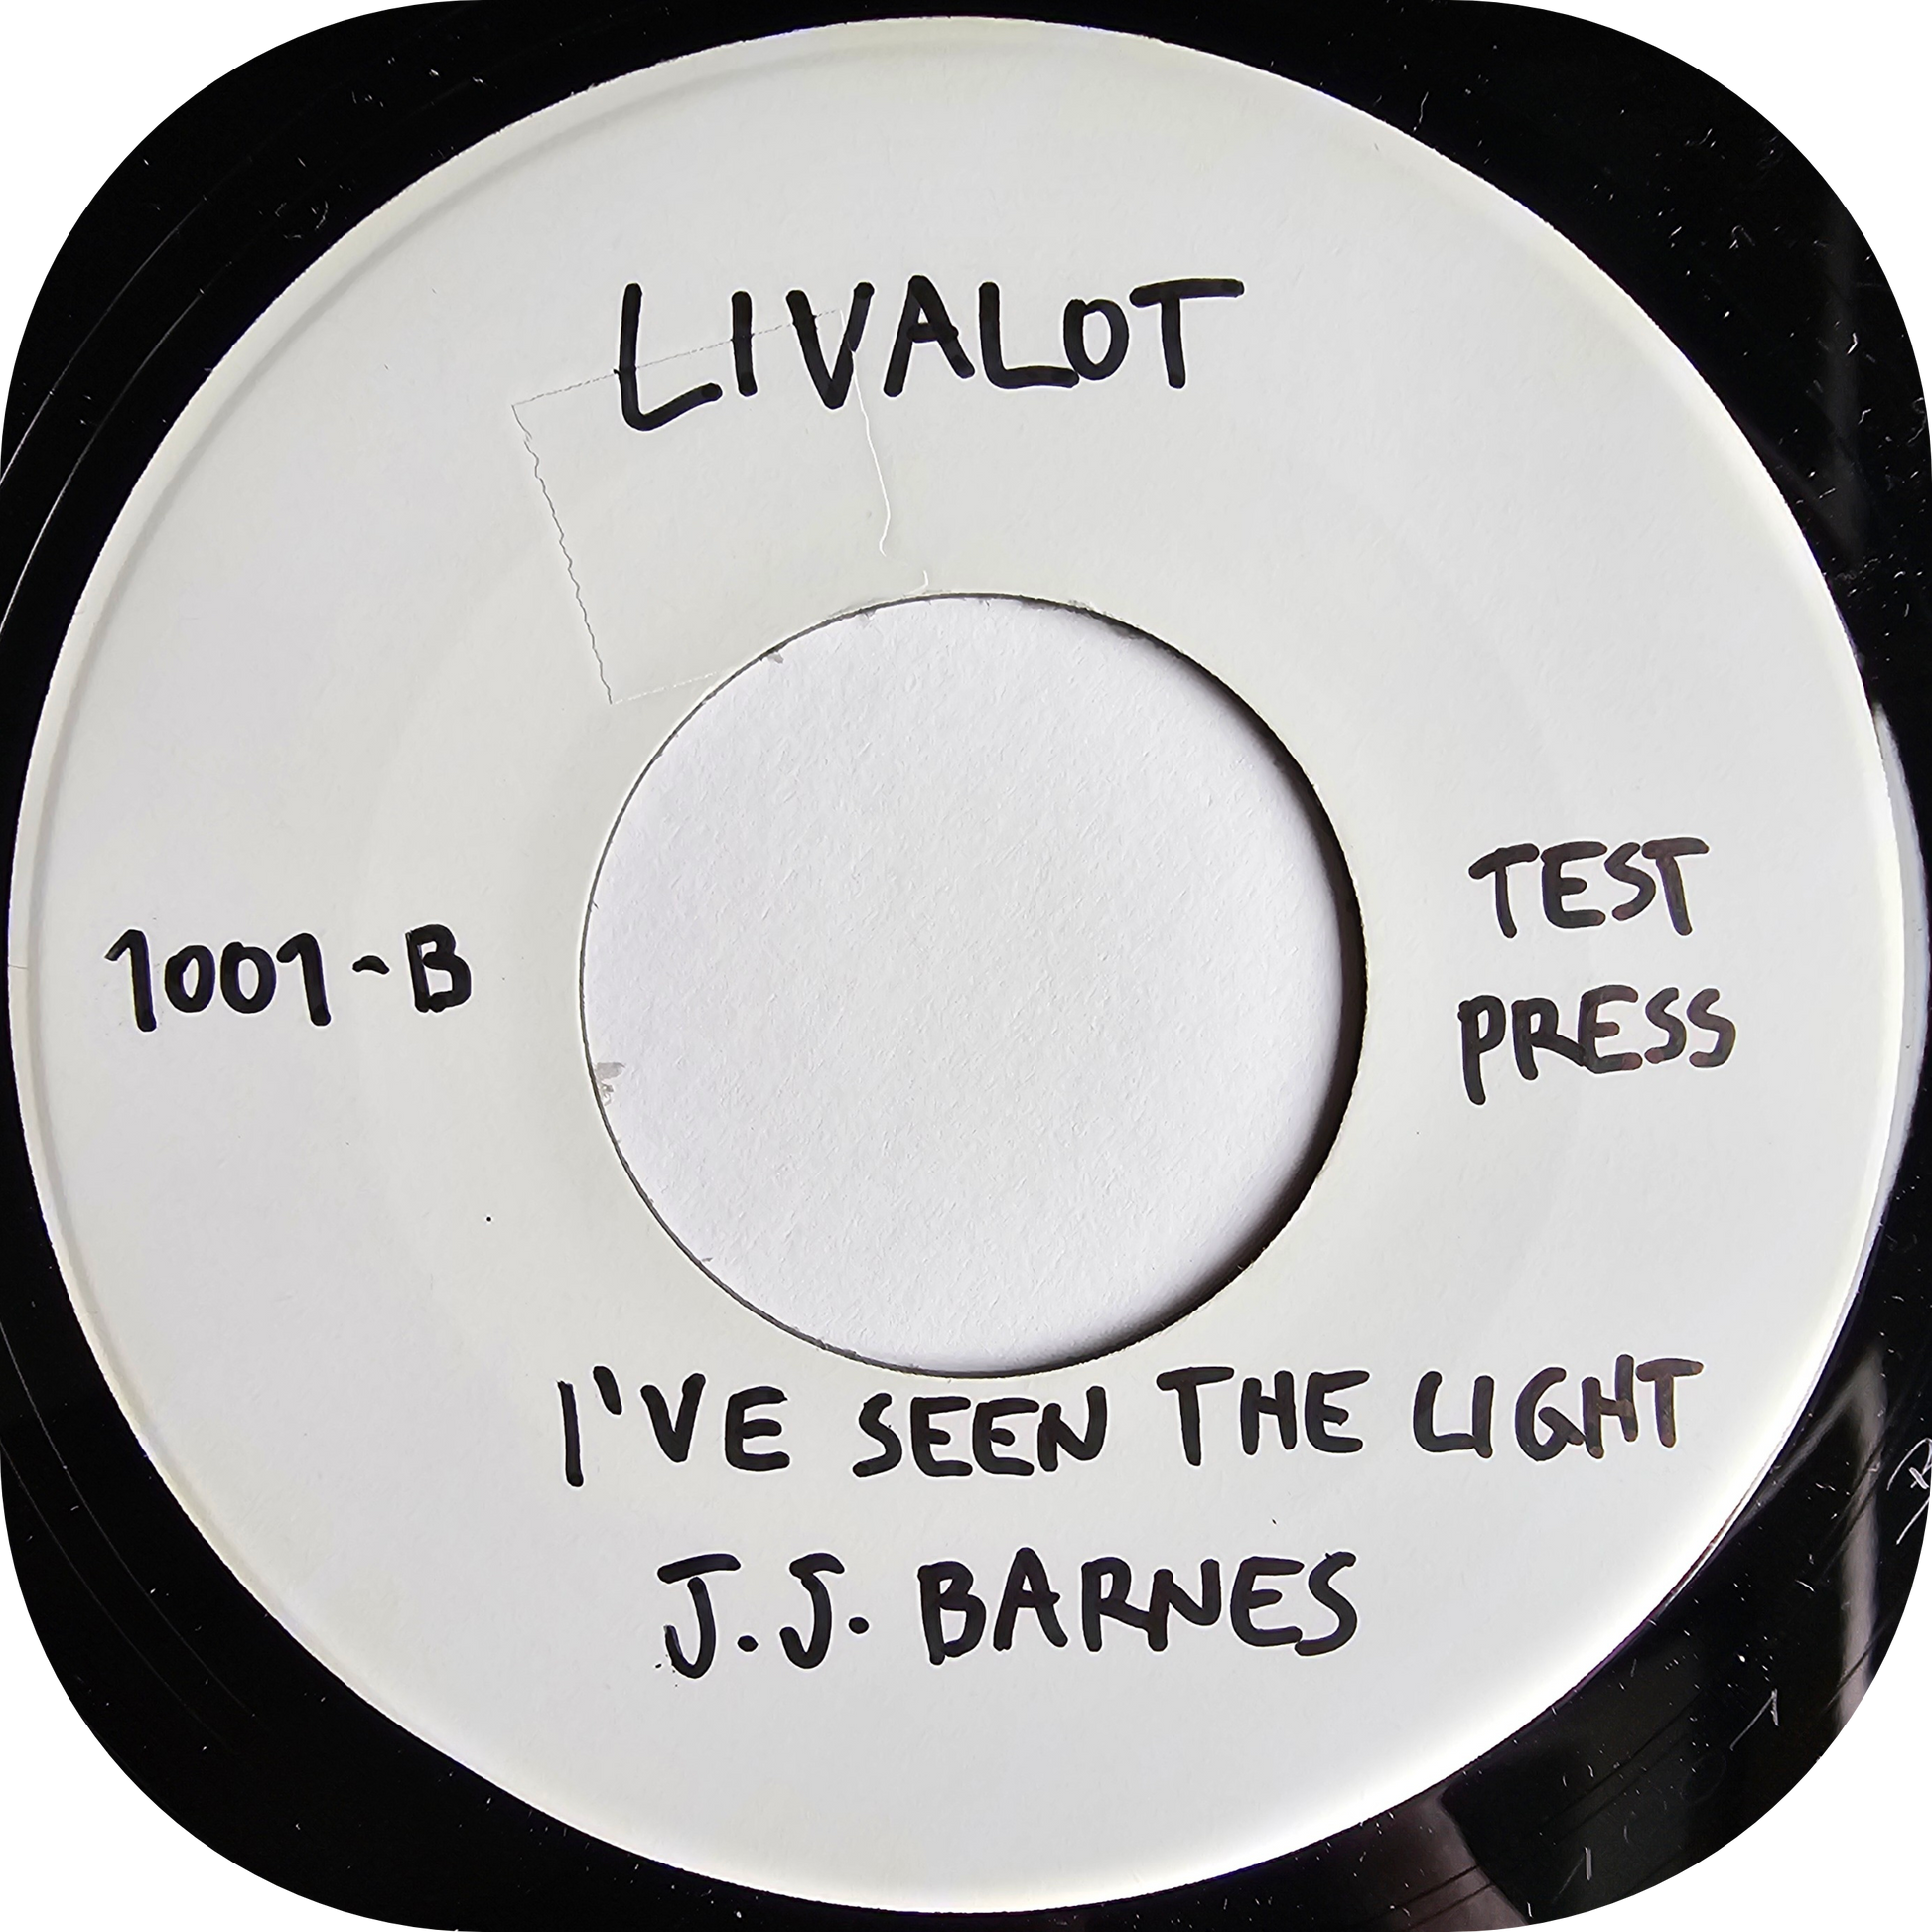 LIVALOT
1001-B
TEST
PRESS
I'VE SEEN THE LIGHT
J.J. BARNES